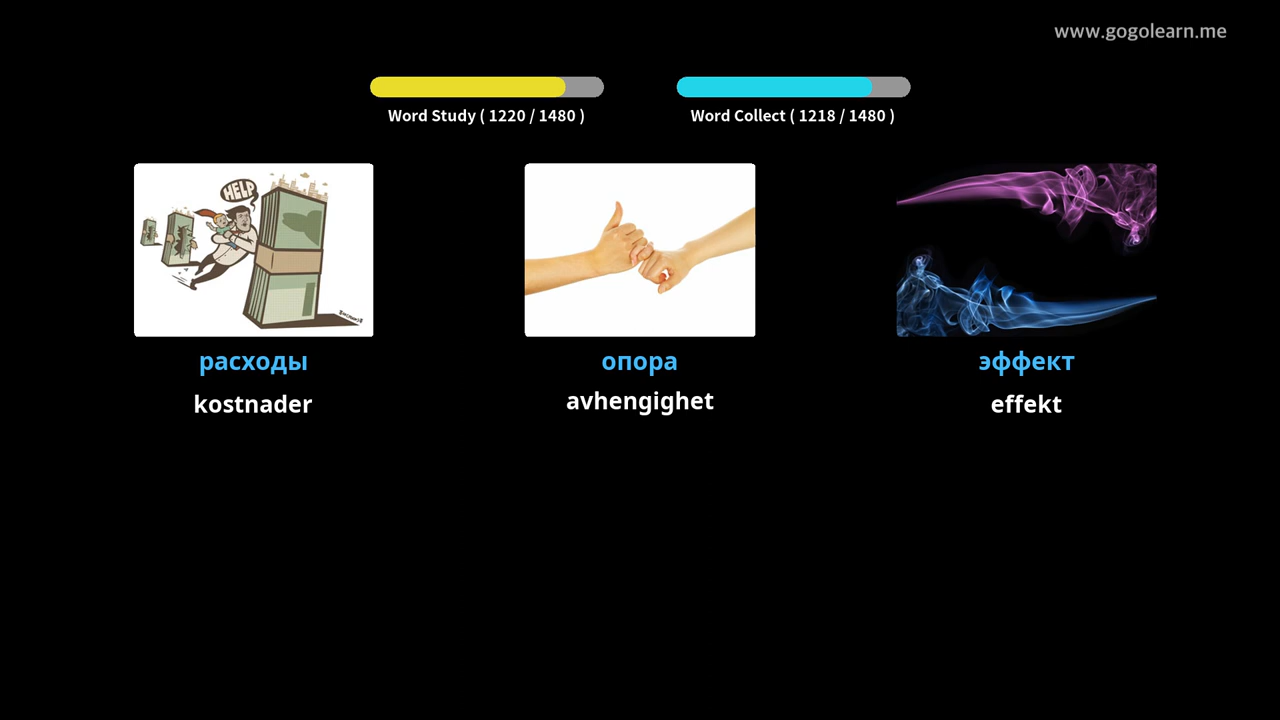 www.gogolearn.me
Word Study ( 1220 / 1480 )
Word Collect ( 1218 / 1480 )
HELP
расходы
опора
эффект
kostnader
avhengighet
effekt